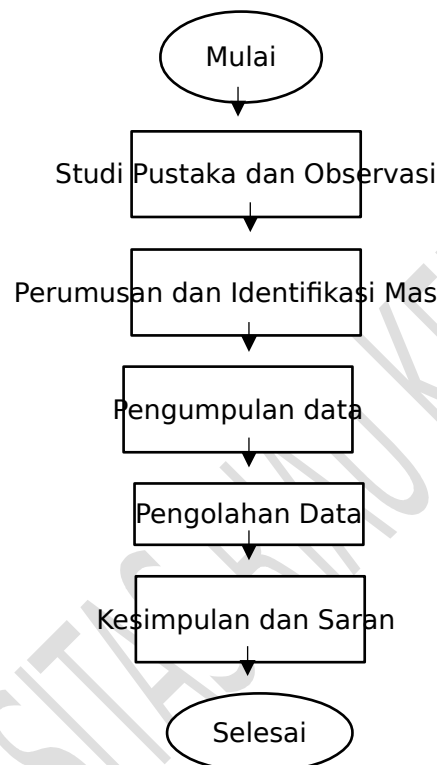 Mulai
Studi Pustaka dan Observasi
Perumusan dan Identifikasi Mas
Pengumpulan data
Pengolahan Data
Kesimpulan dan Saran
Selesai